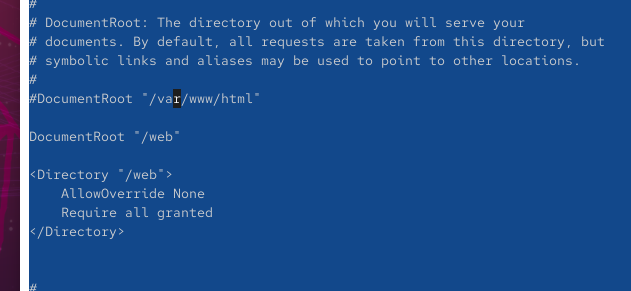 #
# DocumentRoot: The directory out of which you will serve your
# documents. By default, all requests are taken from this directory, but
# symbolic links and aliases may be used to point to other locations.
#
#DocumentRoot "/var/www/html"
DocumentRoot "/web"
<Directory "/web">
    AllowOverride None
    Require all granted
</Directory>
#